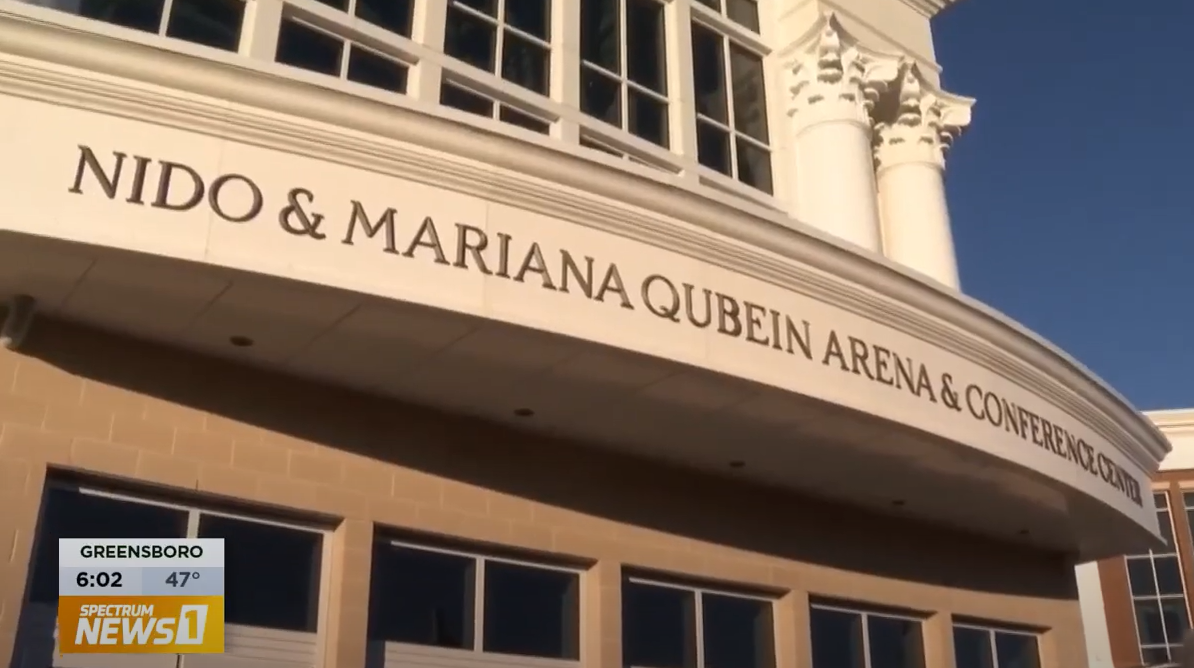 NIDO & MARIANA QUBEIN ARENA & CONFERENCE CENTER
GREENSBORO
6:02 47°
SPECTRUM
NEWS 1